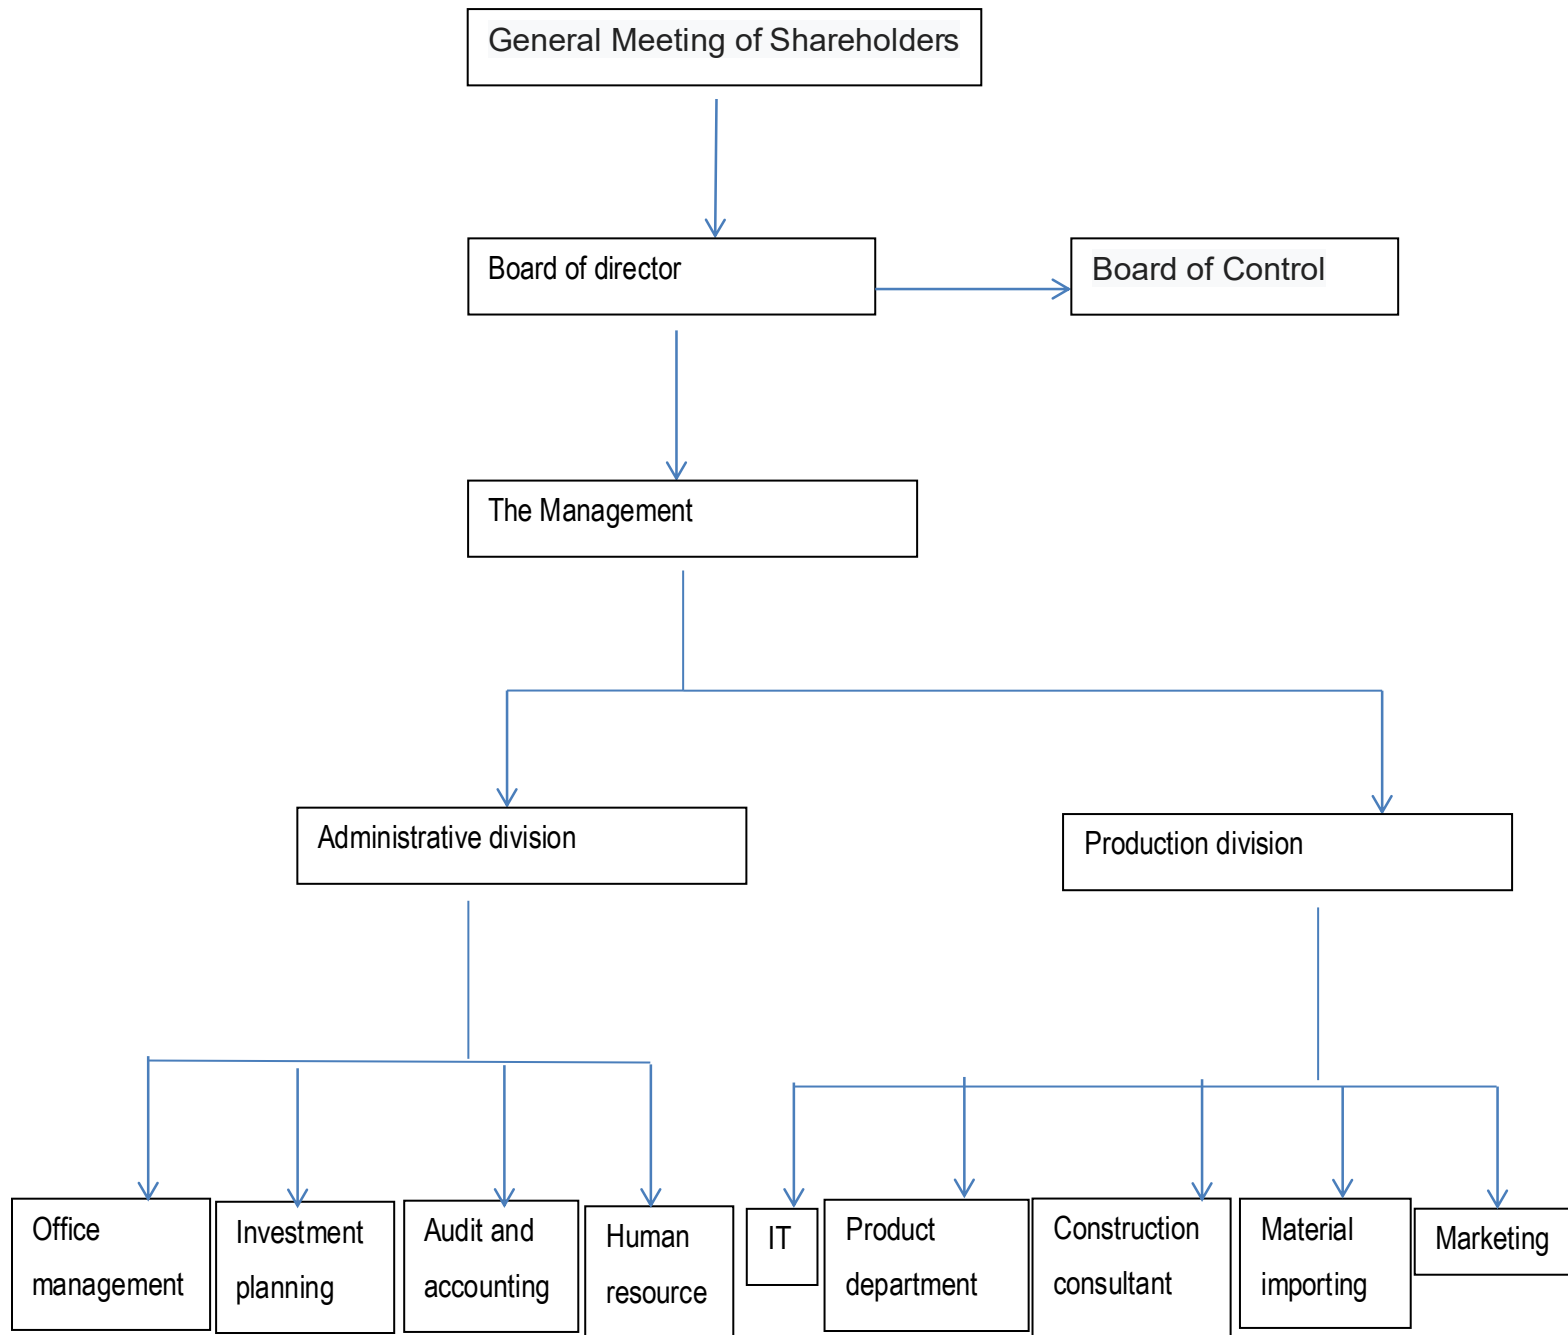 General Meeting of Shareholders
Board of director
Board of Control
The Management
Administrative division
Production division
Office
management
Investment
planning
Audit and
accounting
Human
resource
IT
Product
department
Construction
consultant
Material
importing
Marketing